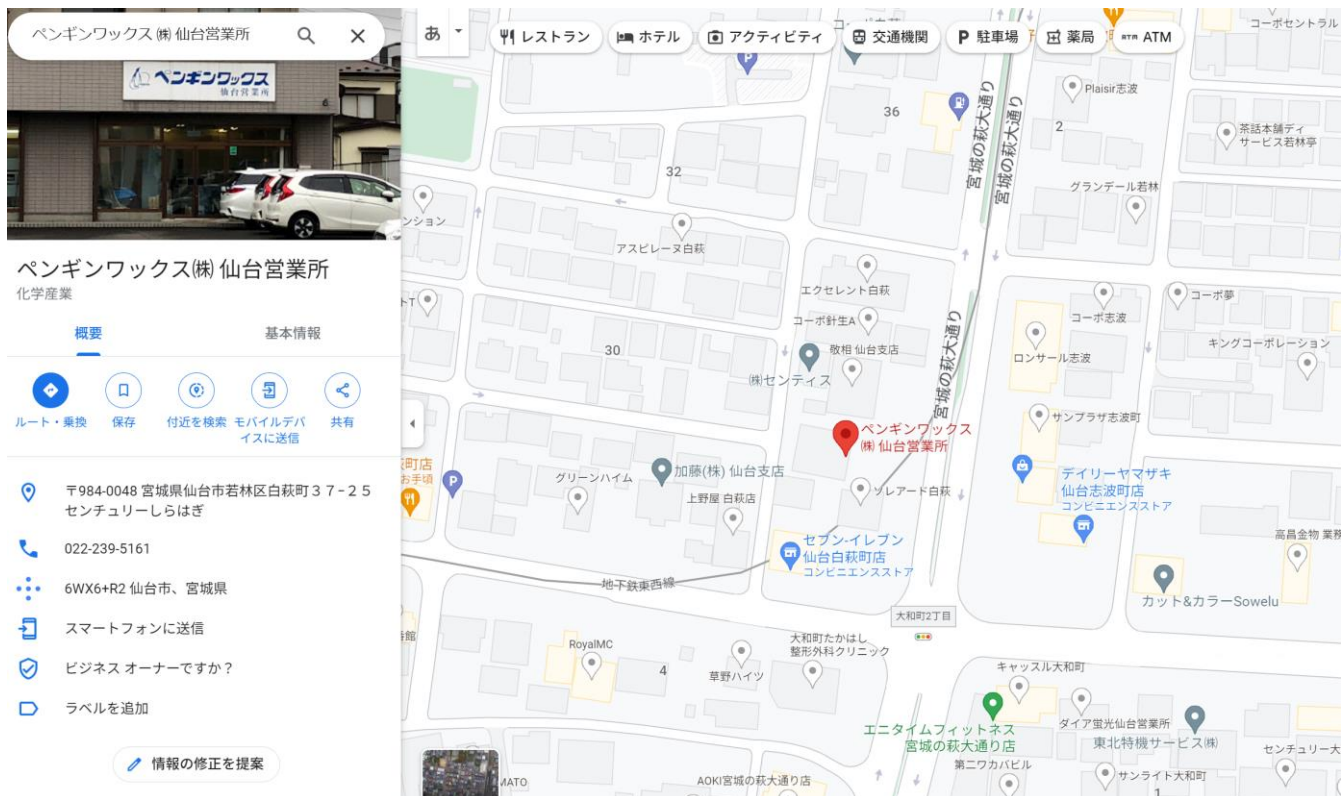 ペンギンワックス ㈱ 仙台営業所
ペンギンワックス
仙台営業所
ペンギンワックス㈱ 仙台営業所
化学産業
概要
基本情報
ルート・乗換
保存
付近を検索
モバイルデバ
イスに送信
共有
〒984-0048 宮城県仙台市若林区白萩町３７−２５
センチュリーしらはぎ
022-239-5161
6WX6+R2 仙台市、宮城県
スマートフォンに送信
ビジネス オーナーですか？
ラベルを追加
情報の修正を提案
あ
レストラン
ホテル
アクティビティ
交通機関
P 駐車場
薬局
ATM ATM
コーポセントラル
36
宮城の萩大通り
宮城の萩大通り
2
Plaisir志波
茶話本舗ディ
サービス若林亭
32
グランデール若林
ンション
アスピレーヌ白萩
エクセレント白萩
コーポ針生A
敬相 仙台支店
㈱センティス
30
宮城の萩大通り
コーポ志波
コーポ夢
ロンサール志波
キングコーポレーション
サンプラザ志波町
ペンギンワックス
㈱ 仙台営業所
町店
お手頃
P
グリーンハイム
加藤(株) 仙台支店
上野屋 白萩店
ソレアード白萩
デイリーヤマザキ
仙台志波町店
コンビニエンスストア
セブン-イレブン
仙台白萩町店
コンビニエンスストア
高昌金物 業務
地下鉄東西線
カット&カラーSowelu
大和町2丁目
館
RoyalMC
4
草野ハイツ
大和町たかはし
整形外科クリニック
キャッスル大和町
エニタイムフィットネス
宮城の萩大通り店
ダイア蛍光仙台営業所
東北特機サービス㈱
センチュリー大
第二ワカバビル
MATO
AOKI宮城の萩大通り店
サンライト大和町
1